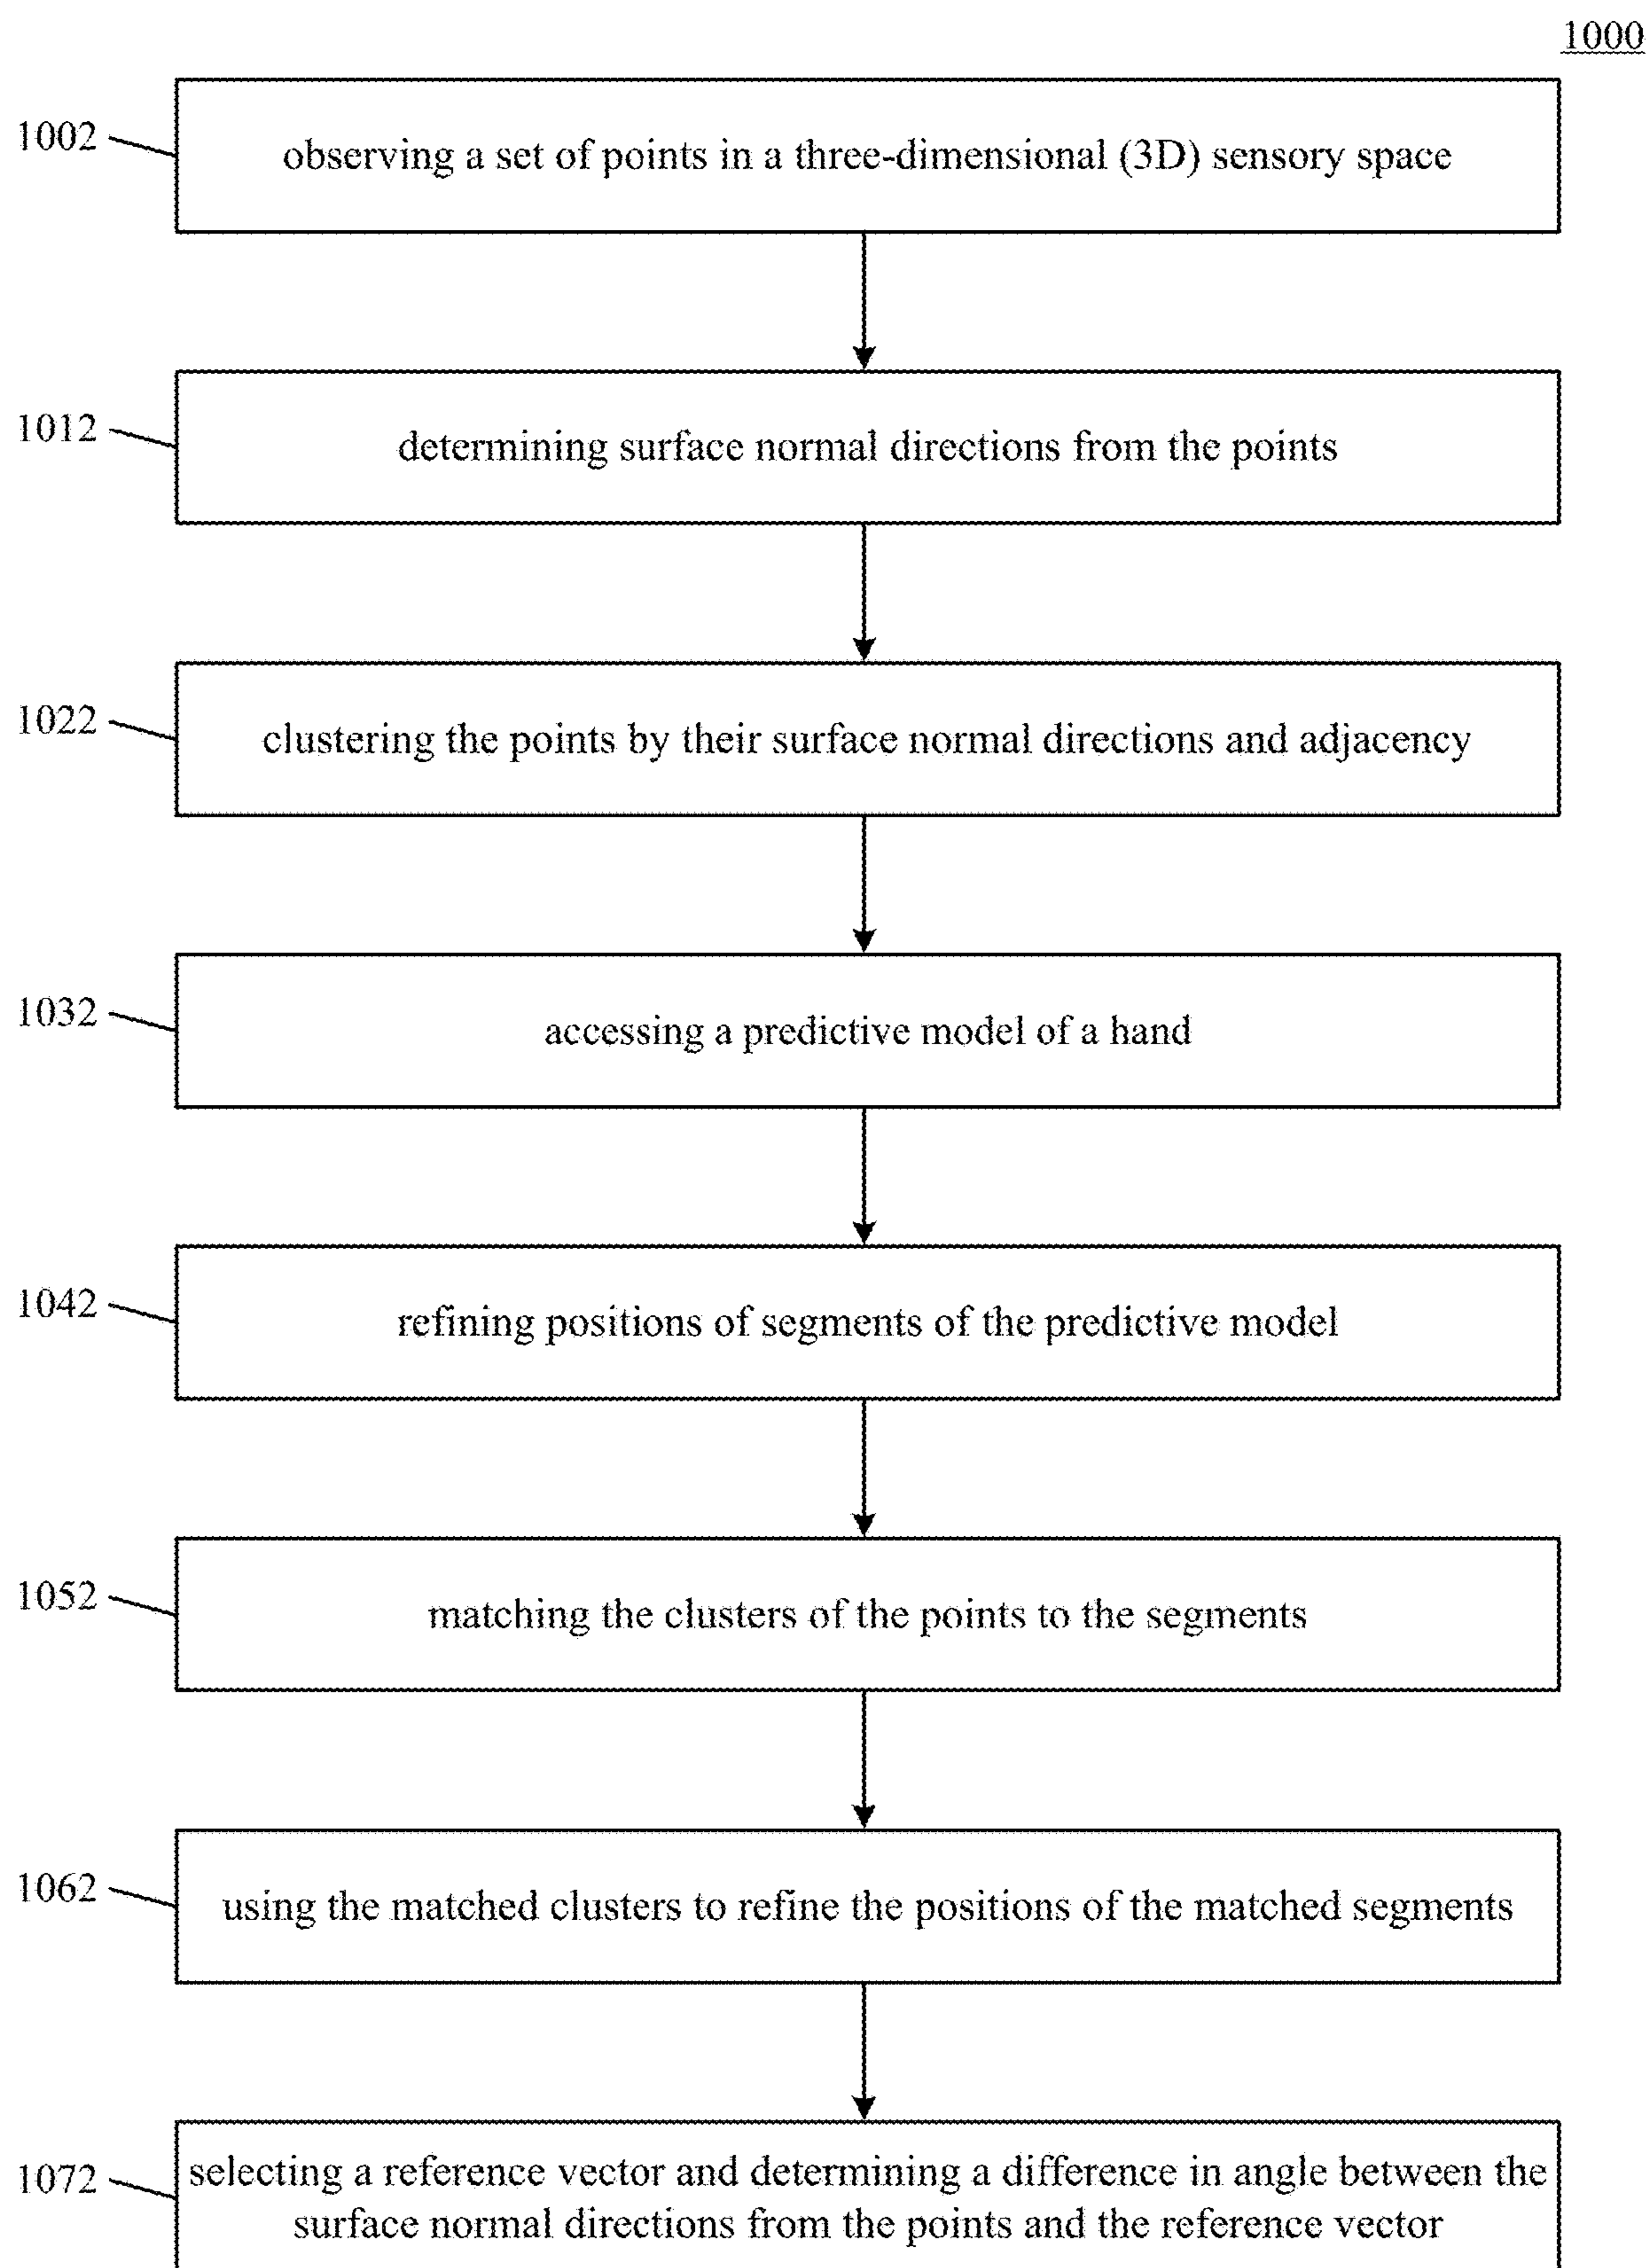 1000
1002
observing a set of points in a three-dimensional (3D) sensory space
1012
determining surface normal directions from the points
1022
clustering the points by their surface normal directions and adjacency
1032
accessing a predictive model of a hand
1042
refining positions of segments of the predictive model
1052
matching the clusters of the points to the segments
1062
using the matched clusters to refine the positions of the matched segments
1072
selecting a reference vector and determining a difference in angle between the
surface normal directions from the points and the reference vector